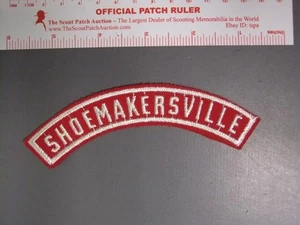 OFFICIAL PATCH RULER
The Scout Patch Auction -- Largest Dealer of Scouting Memorabilia in the World
www.TheScoutPatchAuction.com
Ebay ID: tspa
SHOEMAKERSVILLE